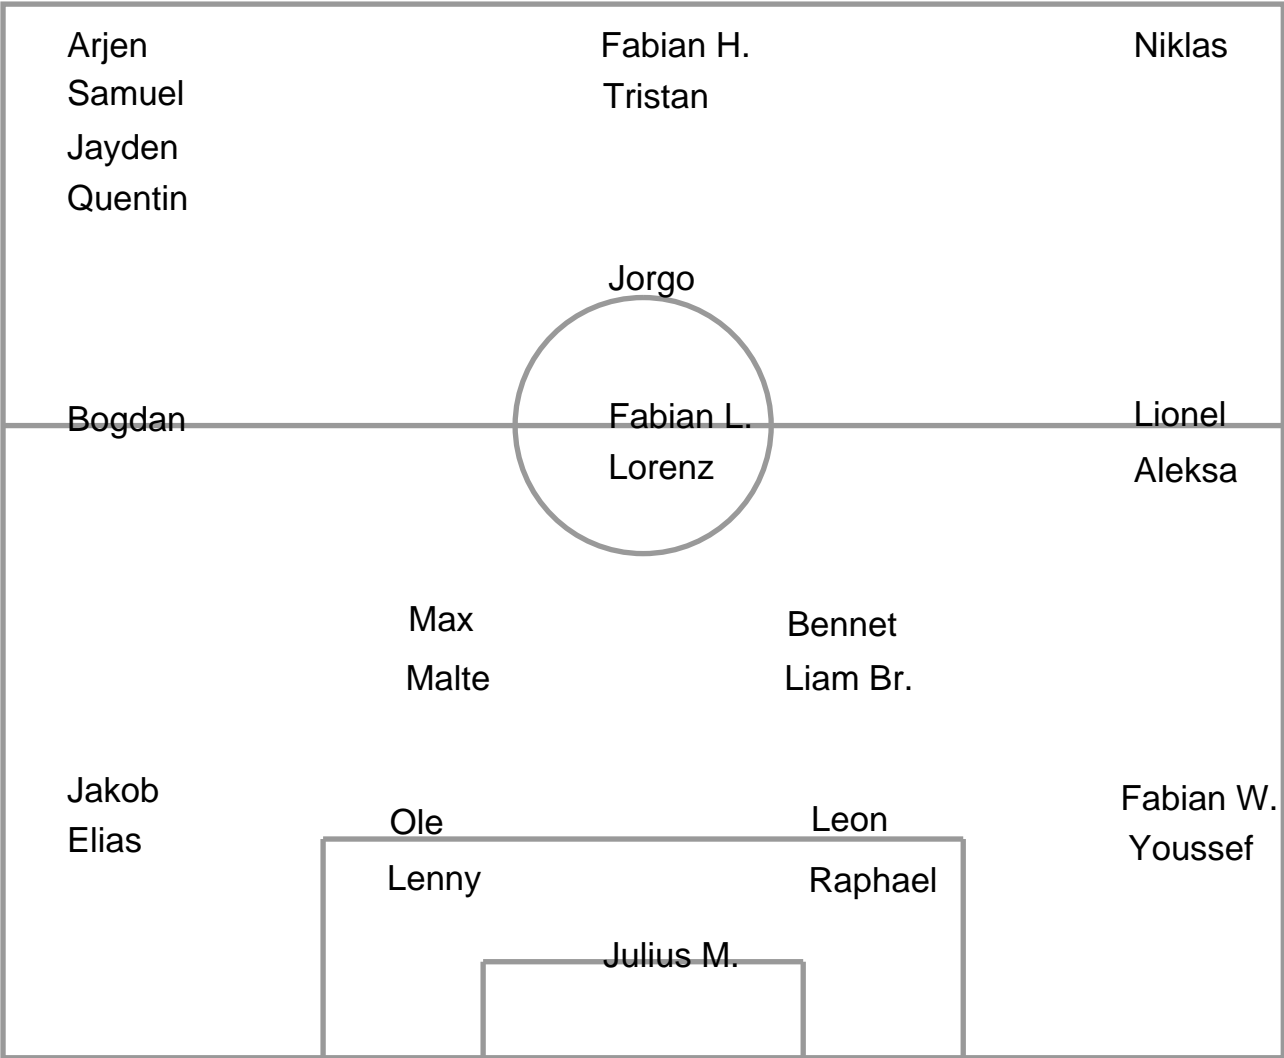 Arjen
Fabian H.
Niklas
Samuel
Tristan
Jayden
Quentin
Jorgo
Bogdan
Fabian L.
Lionel
Lorenz
Aleksa
Max
Bennet
Malte
Liam Br.
Jakob
Fabian W.
Ole
Leon
Elias
Youssef
Lenny
Raphael
Julius M.